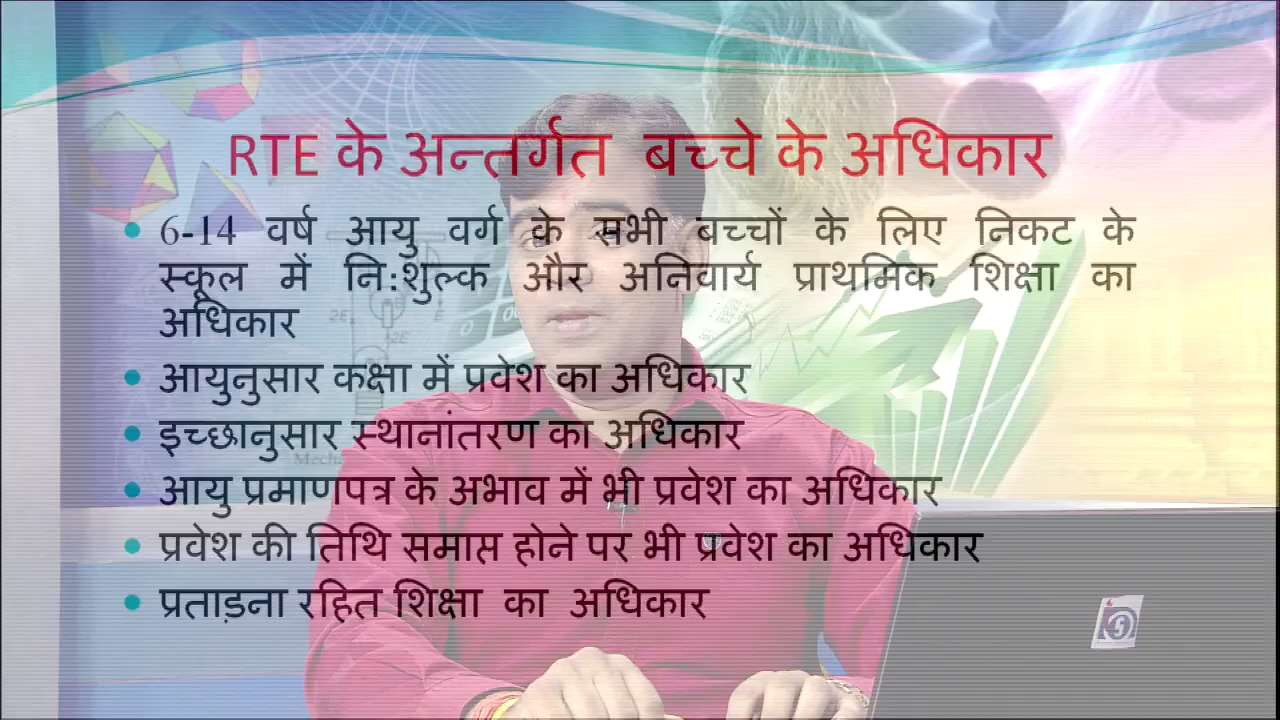 RTE के अन्तर्गत बच्चे के अधिकार
6-14 वर्ष आयु वर्ग के सभी बच्चों के लिए निकट के
स्कूल में नि:शुल्क और अनिवार्य प्राथमिक शिक्षा का
अधिकार
आयुनुसार कक्षा में प्रवेश का अधिकार
इच्छानुसार स्थानांतरण का अधिकार
आयु प्रमाणपत्र के अभाव में भी प्रवेश का अधिकार
प्रवेश की तिथि समाप्त होने पर भी प्रवेश का अधिकार
प्रताड़ना रहित शिक्षा का अधिकार